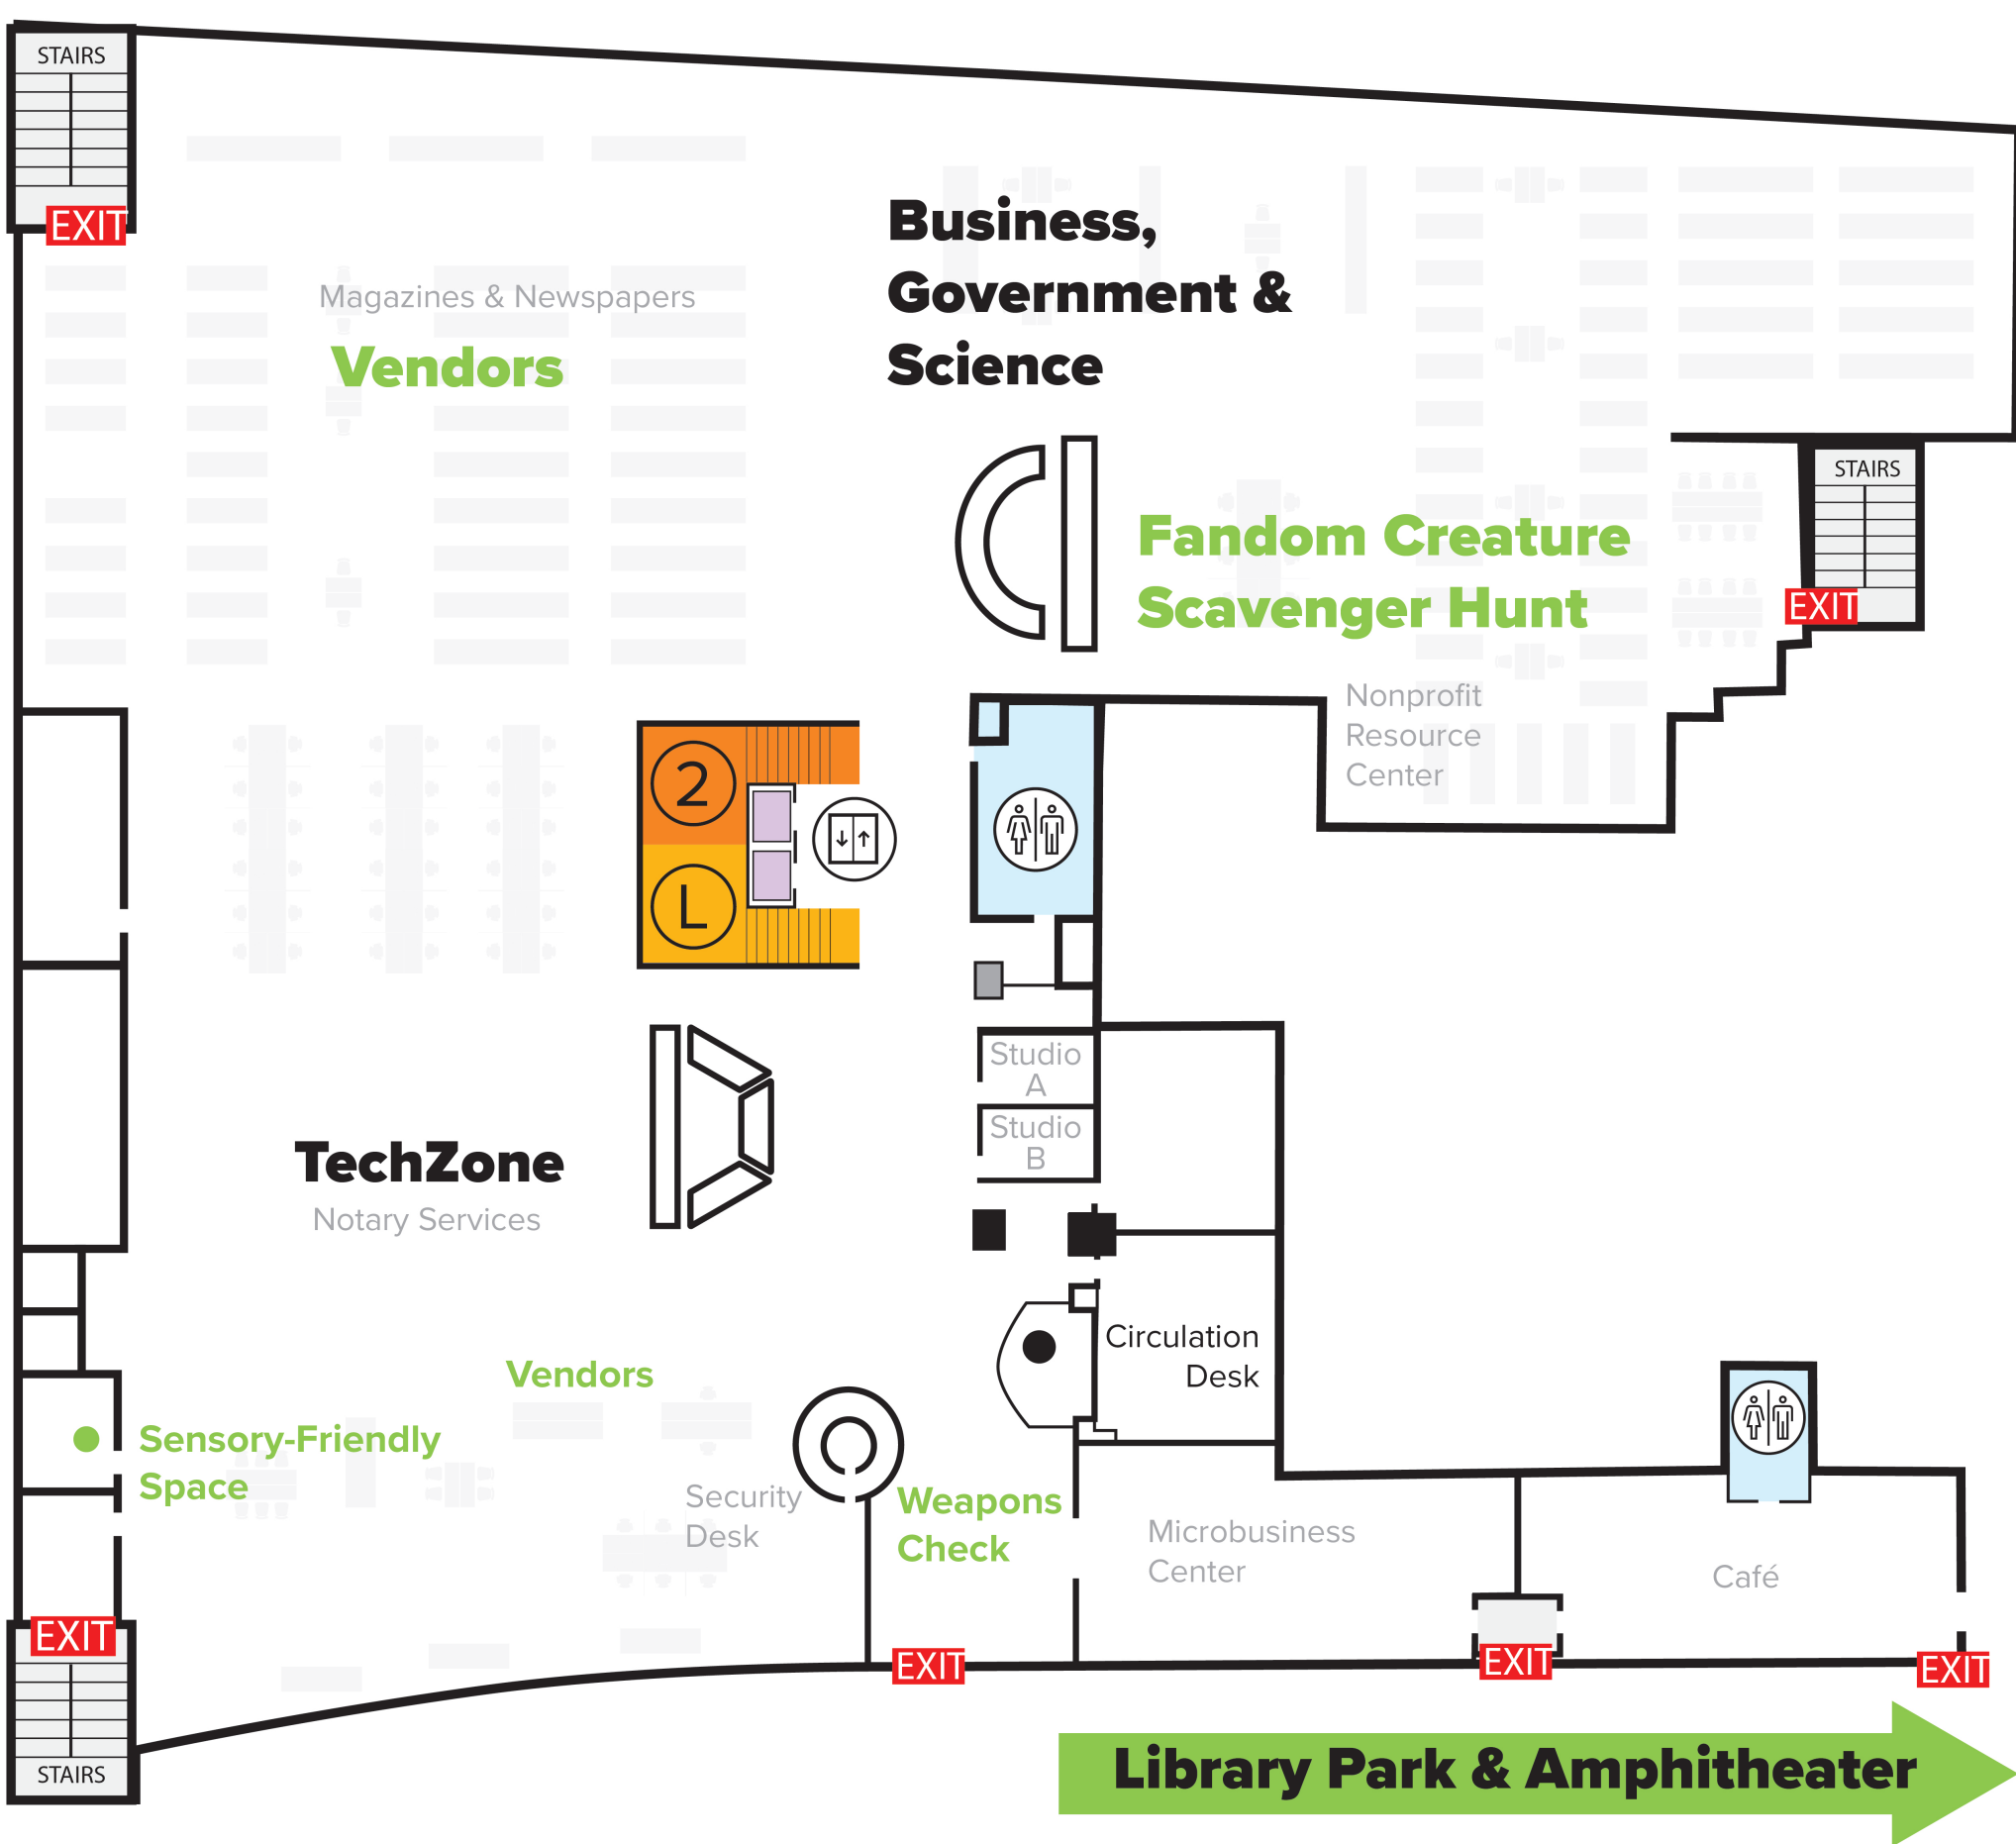 STAIRS
EXIT
Business,
Government &
Science
Magazines & Newspapers
Vendors
STAIRS
Fandom Creature
Scavenger Hunt
EXIT
Nonprofit
Resource
Center
2
L
Studio
A
Studio
B
TechZone
Notary Services
Circulation
Desk
Vendors
Sensory-Friendly
Space
Security
Desk
Weapons
Check
Microbusiness
Center
Café
EXIT
EXIT
EXIT
EXIT
STAIRS
Library Park & Amphitheater